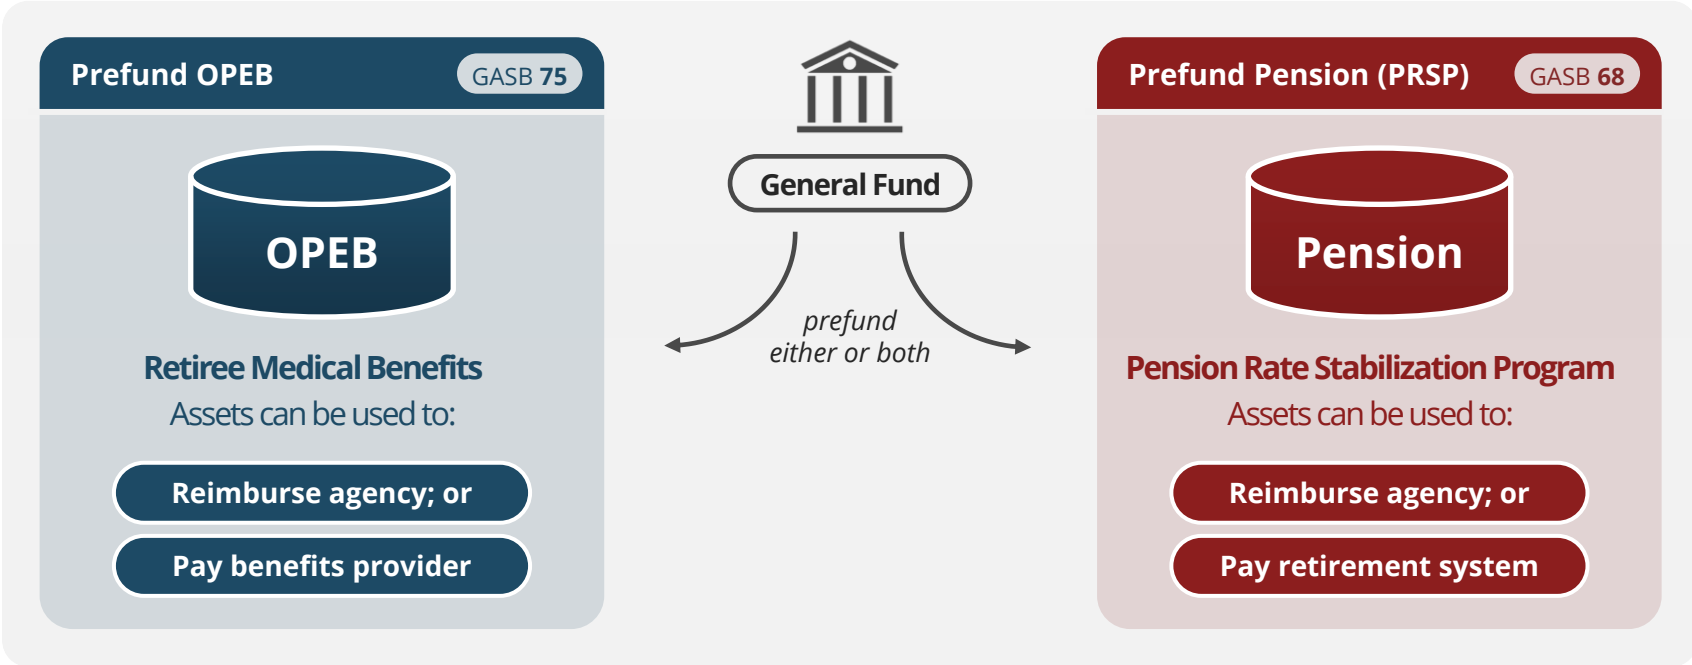 Prefund OPEB
GASB 75
OPEB
Retiree Medical Benefits
Assets can be used to:
Reimburse agency; or
Pay benefits provider
General Fund
prefund
either or both
Prefund Pension (PRSP)
GASB 68
Pension
Pension Rate Stabilization Program
Assets can be used to:
Reimburse agency; or
Pay retirement system